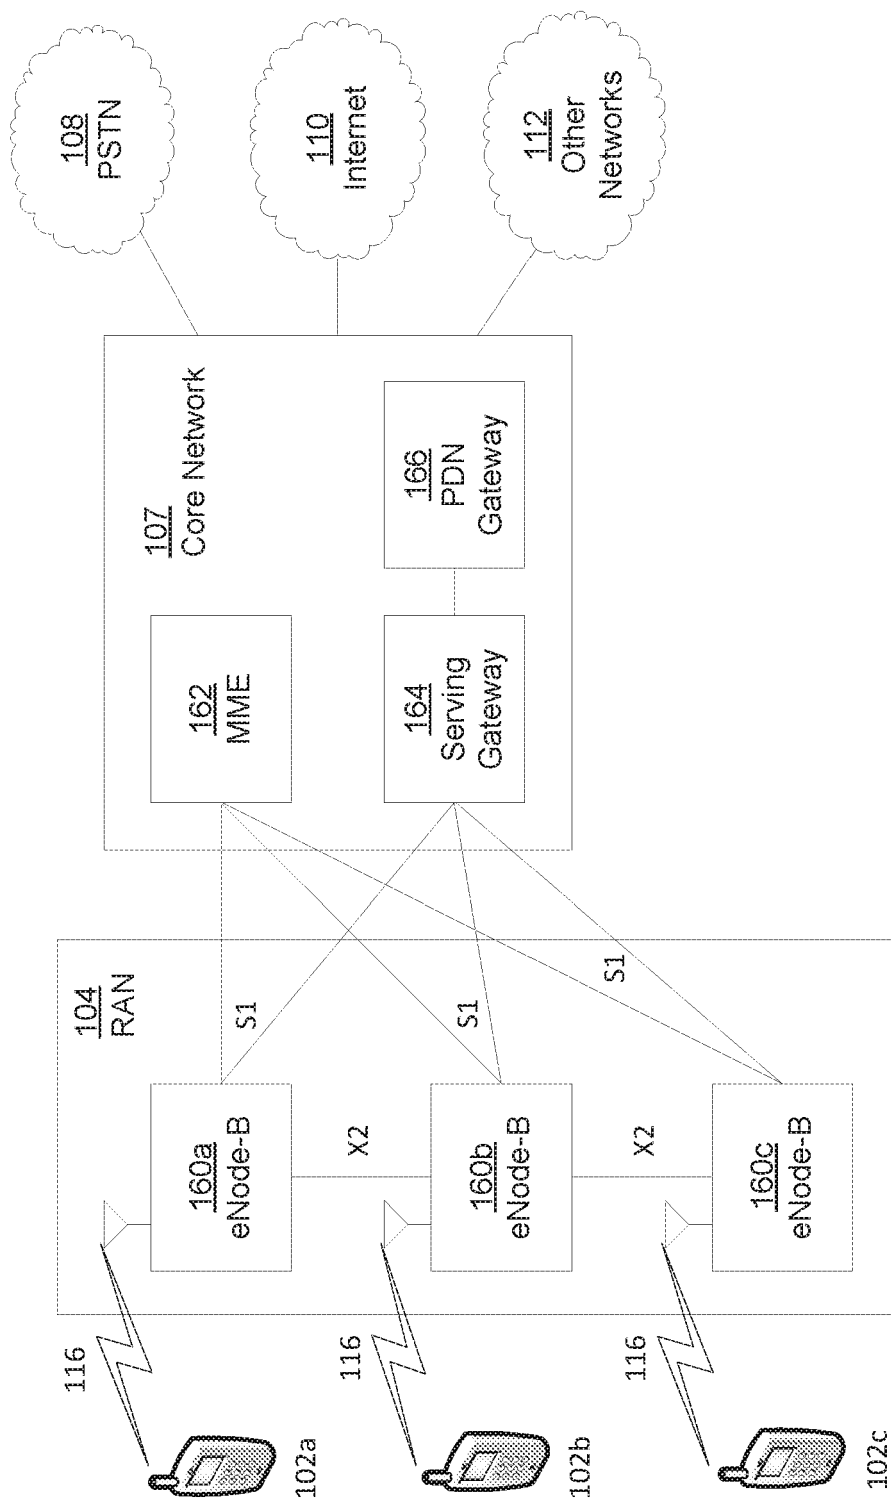 102a
102b
102c
116
116
116
104
RAN
160a
eNode-B
160b
eNode-B
160c
eNode-B
X2
X2
S1
S1
S1
107
Core Network
162
MME
164
Serving
Gateway
166
PDN
Gateway
108
PSTN
110
Internet
112
Other
Networks